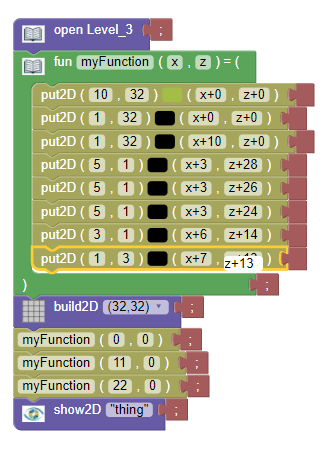 open Level_3 ;
fun myFunction ( x , z ) = (
put2D ( 10 , 32 ) ( x+0 , z+0 )
put2D ( 1 , 32 ) ( x+0 , z+0 )
put2D ( 1 , 32 ) ( x+10 , z+0 )
put2D ( 5 , 1 ) ( x+3 , z+28 )
put2D ( 5 , 1 ) ( x+3 , z+26 )
put2D ( 5 , 1 ) ( x+3 , z+24 )
put2D ( 3 , 1 ) ( x+6 , z+14 )
put2D ( 1 , 3 ) ( x+7 , z+13 )
) ;
build2D (32,32) ;
myFunction ( 0 , 0 ) ;
myFunction ( 11 , 0 ) ;
myFunction ( 22 , 0 ) ;
show2D "thing" ;